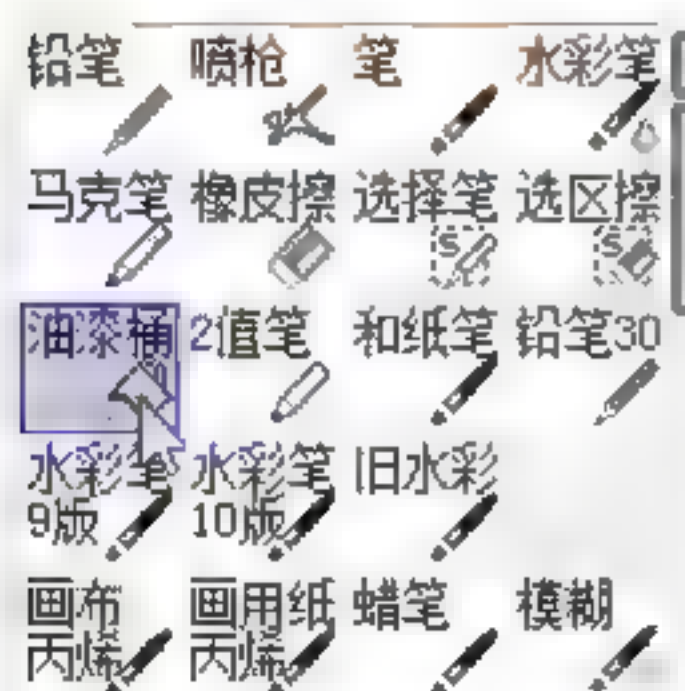 铅笔 喷枪 笔 水彩笔
马克笔 橡皮擦 选择笔 选区擦
油漆桶 2值笔 和纸笔 铅笔30
水彩笔 水彩笔 旧水彩
9版 10版
画布 画用纸 蜡笔 模糊
丙烯 丙烯